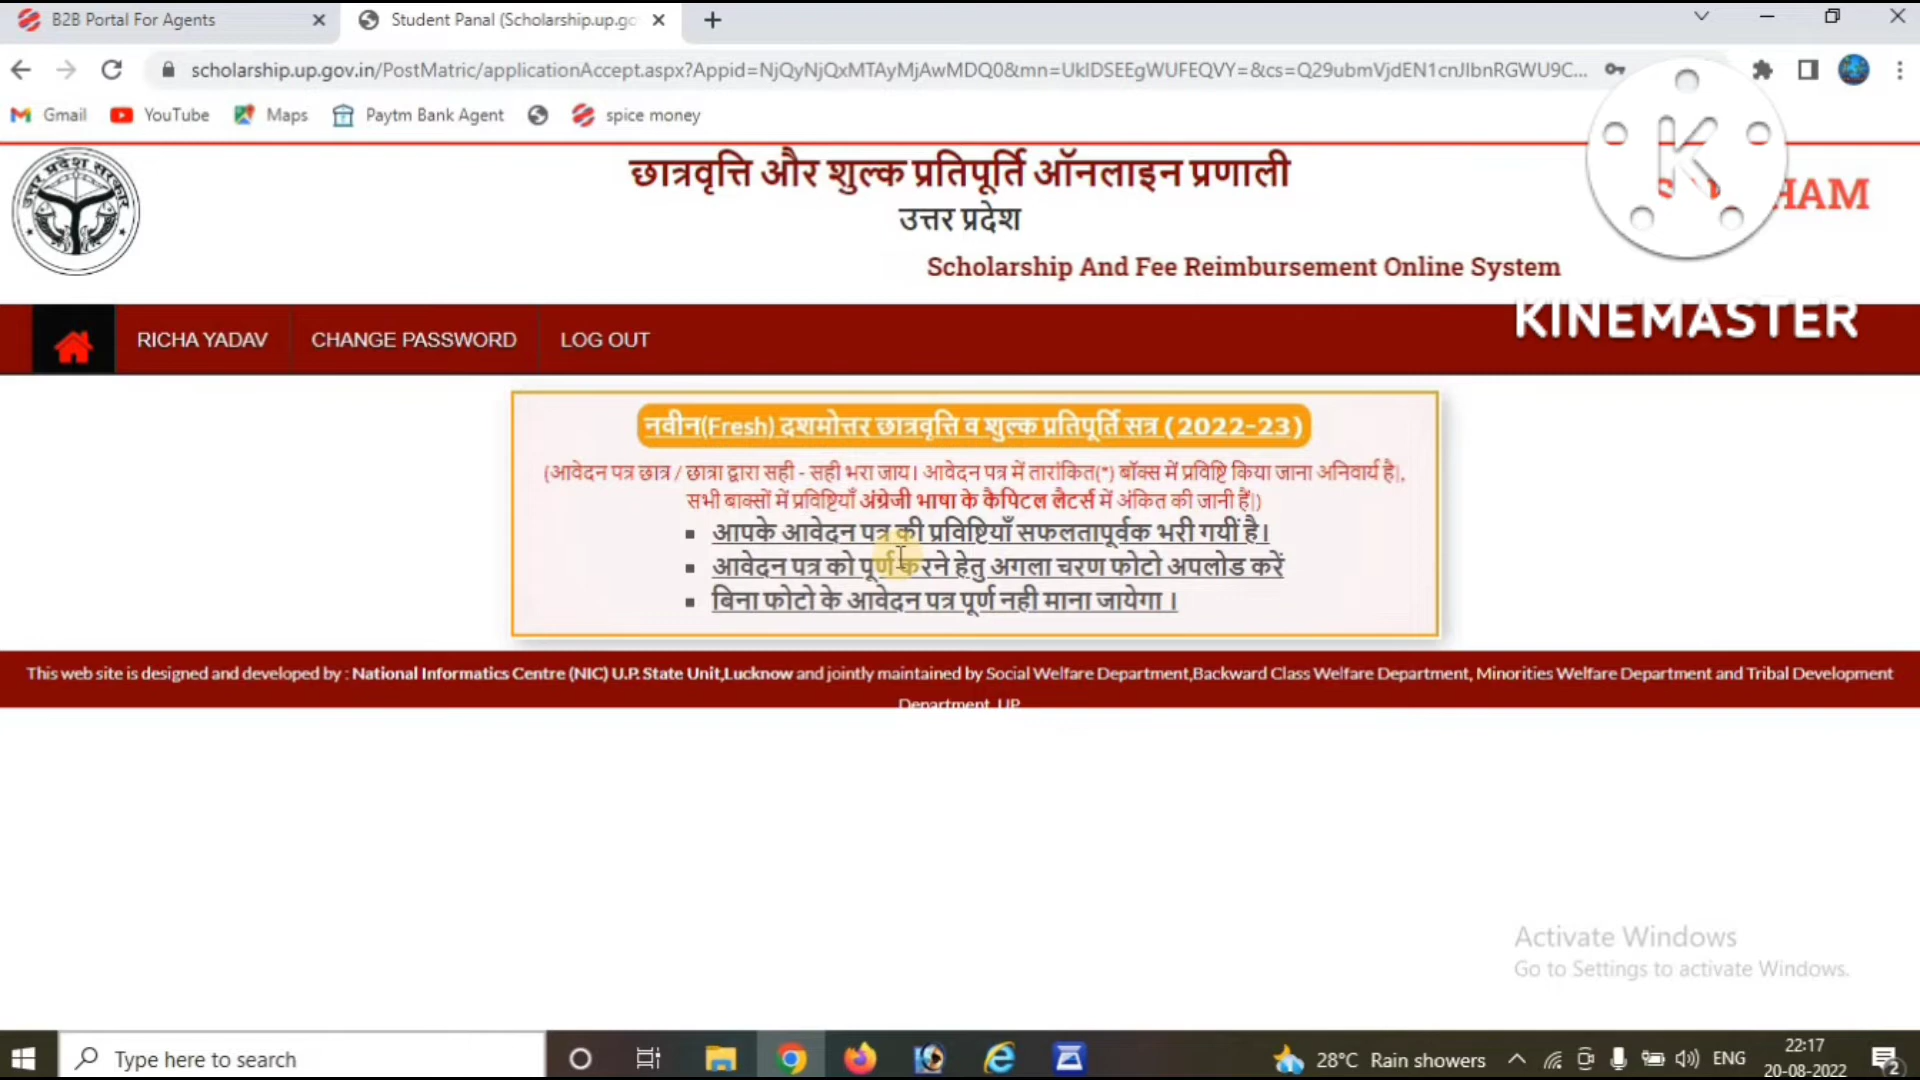 B2B Portal For Agents
Student Panal (Scholarship.up.go
scholarship.up.gov.in/PostMatric/applicationAccept.aspx?Appid=NjQyNjQxMTAyMjAwMDQ0&mn=UklDSEEgWUFEQVY=&cs=Q29ubmVjdEN1cnJlbnRGWU9C...
Gmail YouTube Maps Paytm Bank Agent spice money
उत्तर प्रदेश सरकार
छात्रवृत्ति और शुल्क प्रतिपूर्ति ऑनलाइन प्रणाली
उत्तर प्रदेश
Scholarship And Fee Reimbursement Online System
K
KINEMASTER
RICHA YADAV CHANGE PASSWORD LOG OUT
नवीन(Fresh) दशमोत्तर छात्रवृत्ति व शुल्क प्रतिपूर्ति सत्र (2022-23)
(आवेदन पत्र छात्र / छात्रा द्वारा सही - सही भरा जाय। आवेदन पत्र में तारांकित(*) बॉक्स में प्रविष्टि किया जाना अनिवार्य है|,
सभी बाक्सों में प्रविष्टियाँ अंग्रेजी भाषा के कैपिटल लैटर्स में अंकित की जानी हैं|)
आपके आवेदन पत्र की प्रविष्टियाँ सफलतापूर्वक भरी गयीं है।
आवेदन पत्र को पूर्ण करने हेतु अगला चरण फोटो अपलोड करें
बिना फोटो के आवेदन पत्र पूर्ण नही माना जायेगा ।
This web site is designed and developed by : National Informatics Centre (NIC) U.P. State Unit,Lucknow and jointly maintained by Social Welfare Department,Backward Class Welfare Department, Minorities Welfare Department and Tribal Development
Department, UP
Activate Windows
Go to Settings to activate Windows.
Type here to search
28°C Rain showers
ENG
22:17
20-08-2022
2